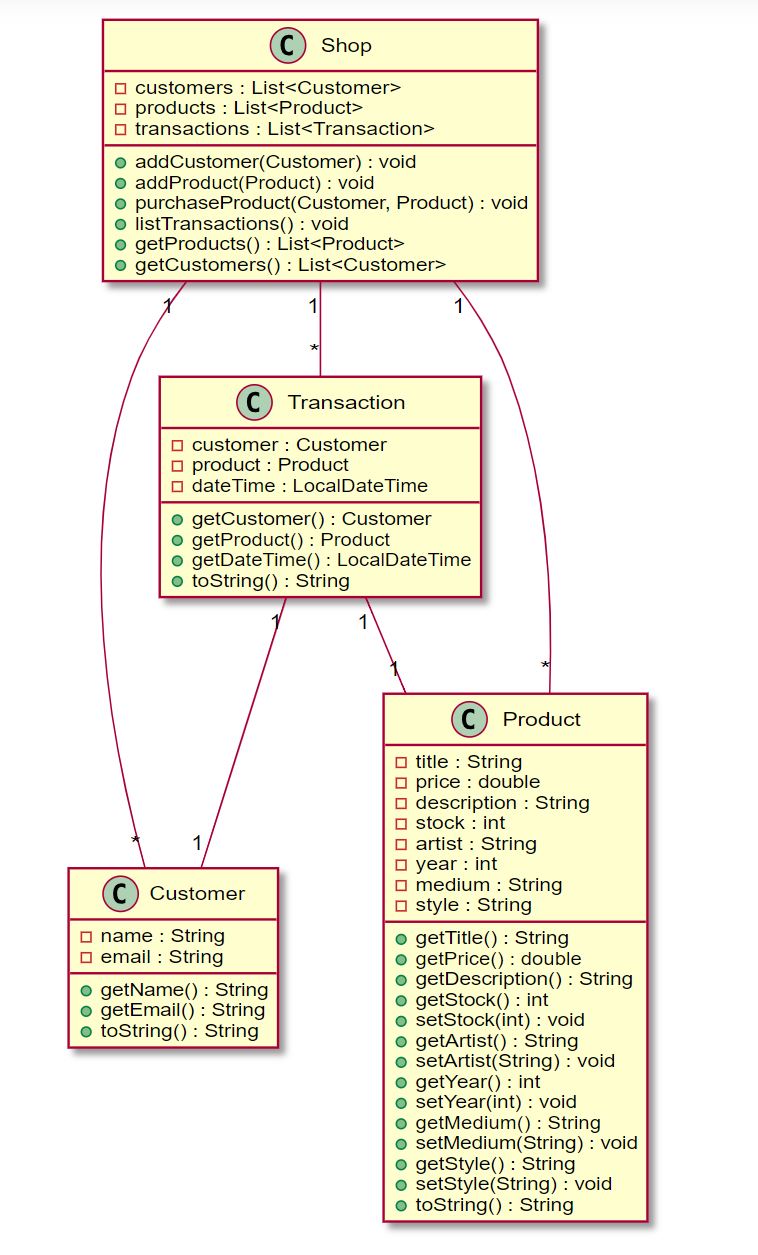 C Shop
customers : List<Customer>
products : List<Product>
transactions : List<Transaction>
addCustomer(Customer) : void
addProduct(Product) : void
purchaseProduct(Customer, Product) : void
listTransactions() : void
getProducts() : List<Product>
getCustomers() : List<Customer>
1 1 1
*
C Transaction
customer : Customer
product : Product
dateTime : LocalDateTime
getCustomer() : Customer
getProduct() : Product
getDateTime() : LocalDateTime
toString() : String
1 1
1 *
C Product
title : String
price : double
description : String
stock : int
artist : String
year : int
medium : String
style : String
getTitle() : String
getPrice() : double
getDescription() : String
getStock() : int
setStock(int) : void
getArtist() : String
setArtist(String) : void
getYear() : int
setYear(int) : void
getMedium() : String
setMedium(String) : void
getStyle() : String
setStyle(String) : void
toString() : String
* 1
C Customer
name : String
email : String
getName() : String
getEmail() : String
toString() : String